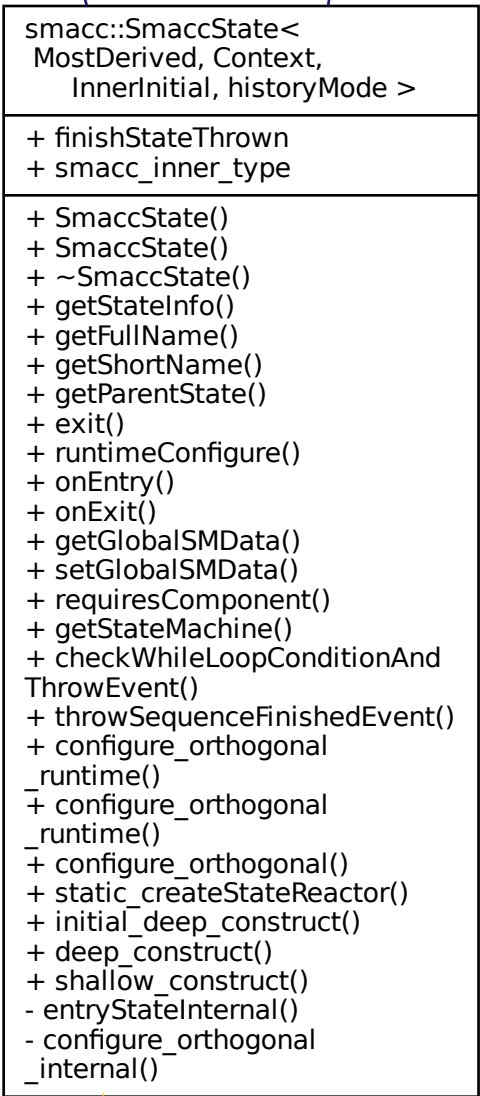 smacc::SmaccState<
MostDerived, Context,
InnerInitial, historyMode >
+ finishStateThrown
+ smacc_inner_type
+ SmaccState()
+ SmaccState()
+ ~SmaccState()
+ getStateInfo()
+ getFullName()
+ getShortName()
+ getParentState()
+ exit()
+ runtimeConfigure()
+ onEntry()
+ onExit()
+ getGlobalSMData()
+ setGlobalSMData()
+ requiresComponent()
+ getStateMachine()
+ checkWhileLoopConditionAnd
ThrowEvent()
+ throwSequenceFinishedEvent()
+ configure_orthogonal
_runtime()
+ configure_orthogonal
_runtime()
+ configure_orthogonal()
+ static_createStateReactor()
+ initial_deep_construct()
+ deep_construct()
+ shallow_construct()
- entryStateInternal()
- configure_orthogonal
_internal()